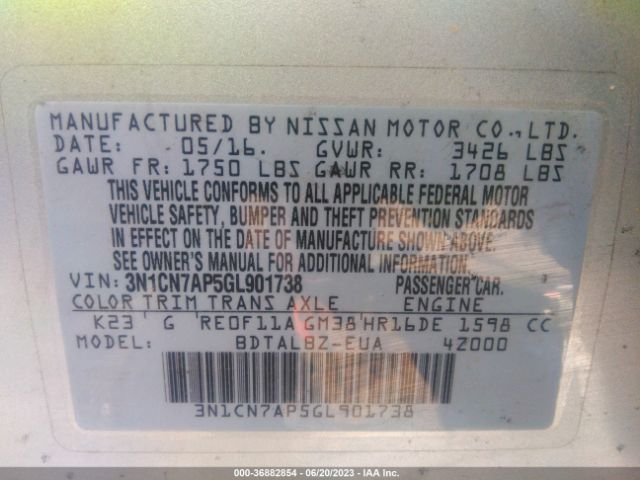 MANUFACTURED BY NISSAN MOTOR CO., LTD.
DATE: 05/16. GVWR: 3426 LBS
GAWR FR: 1750 LBS GAWR RR: 1708 LBS
THIS VEHICLE CONFORMS TO ALL APPLICABLE FEDERAL MOTOR
VEHICLE SAFETY, BUMPER AND THEFT PREVENTION STANDARDS
IN EFFECT ON THE DATE OF MANUFACTURE SHOWN ABOVE.
SEE OWNER'S MANUAL FOR ADDITIONAL INFORMATION.
VIN: 3N1CN7AP5GL901738 PASSENGER CAR.
COLOR TRIM TRANS AXLE ENGINE
K23 G RE0F11A GM38 HR16DE 1598 CC
MODEL: BDTALBZ-EUA 4Z000
3N1CN7AP5GL901738
000-36882854 - 06/20/2023 - IAA Inc.